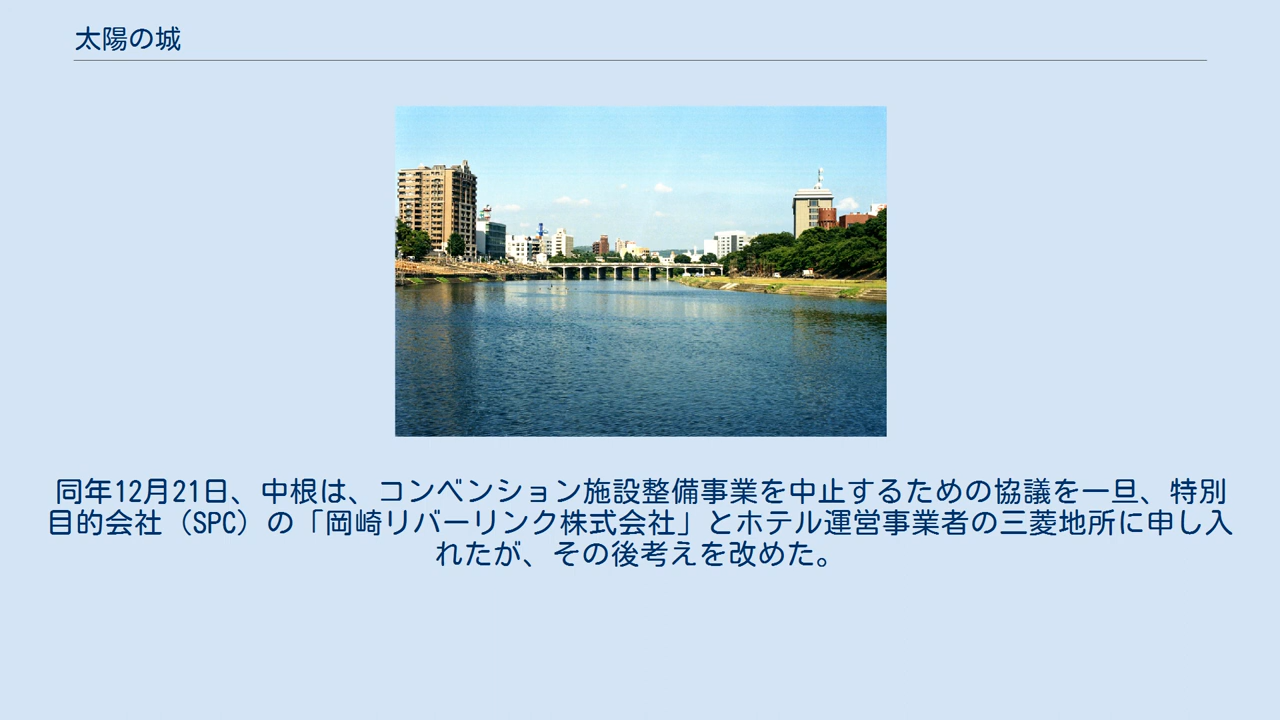 太陽の城
同年12月21日、中根は、コンベンション施設整備事業を中止するための協議を一旦、特別
目的会社（SPC）の「岡崎リバーリンク株式会社」とホテル運営事業者の三菱地所に申し入
れたが、その後考えを改めた。